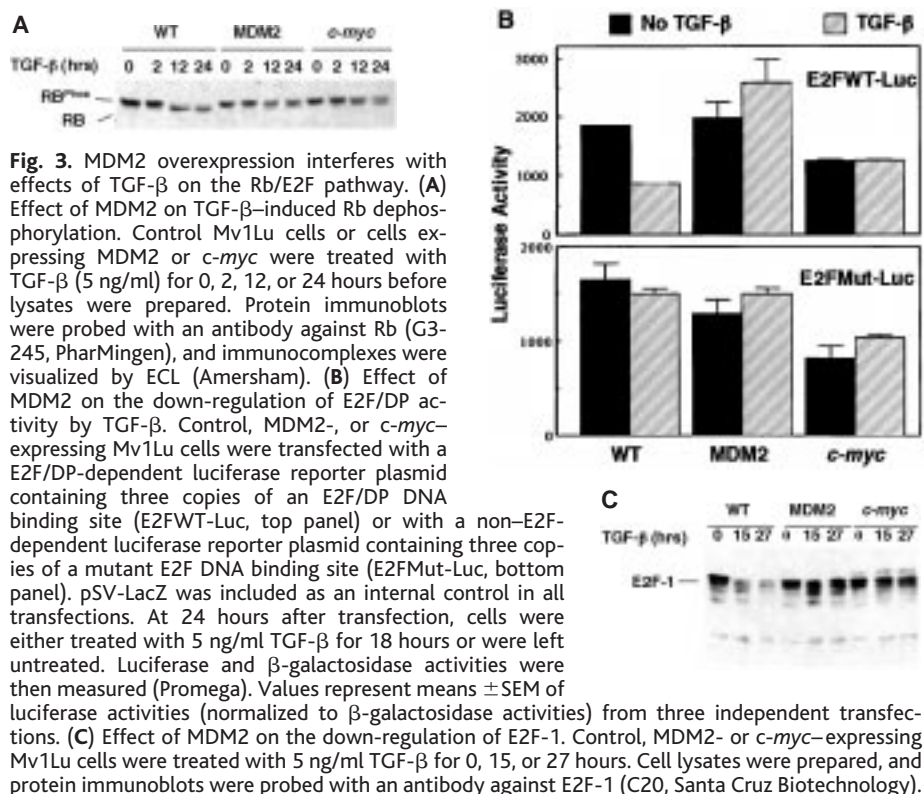 A
WT MDM2 c-myc
TGF-β (hrs) 0 2 12 24 0 2 12 24 0 2 12 24
RB
RB
B
No TGF-β TGF-β
3000
E2FWT-Luc
2000
1000
0
Luciferase Activity
2000
E2FMut-Luc
1000
0
WT MDM2 c-myc
C
WT MDM2 c-myc
TGF-β (hrs) 0 15 27 0 15 27 0 15 27
E2F-1
Fig. 3. MDM2 overexpression interferes with
effects of TGF-β on the Rb/E2F pathway. (A)
Effect of MDM2 on TGF-β–induced Rb dephos-
phorylation. Control Mv1Lu cells or cells ex-
pressing MDM2 or c-myc were treated with
TGF-β (5 ng/ml) for 0, 2, 12, or 24 hours before
lysates were prepared. Protein immunoblots
were probed with an antibody against Rb (G3-
245, PharMingen), and immunocomplexes were
visualized by ECL (Amersham). (B) Effect of
MDM2 on the down-regulation of E2F/DP ac-
tivity by TGF-β. Control, MDM2-, or c-myc–
expressing Mv1Lu cells were transfected with a
E2F/DP-dependent luciferase reporter plasmid
containing three copies of an E2F/DP DNA
binding site (E2FWT-Luc, top panel) or with a non–E2F-
dependent luciferase reporter plasmid containing three cop-
ies of a mutant E2F DNA binding site (E2FMut-Luc, bottom
panel). pSV-LacZ was included as an internal control in all
transfections. At 24 hours after transfection, cells were
either treated with 5 ng/ml TGF-β for 18 hours or were left
untreated. Luciferase and β-galactosidase activities were
then measured (Promega). Values represent means ±SEM of
luciferase activities (normalized to β-galactosidase activities) from three independent transfec-
tions. (C) Effect of MDM2 on the down-regulation of E2F-1. Control, MDM2- or c-myc–expressing
Mv1Lu cells were treated with 5 ng/ml TGF-β for 0, 15, or 27 hours. Cell lysates were prepared, and
protein immunoblots were probed with an antibody against E2F-1 (C20, Santa Cruz Biotechnology).